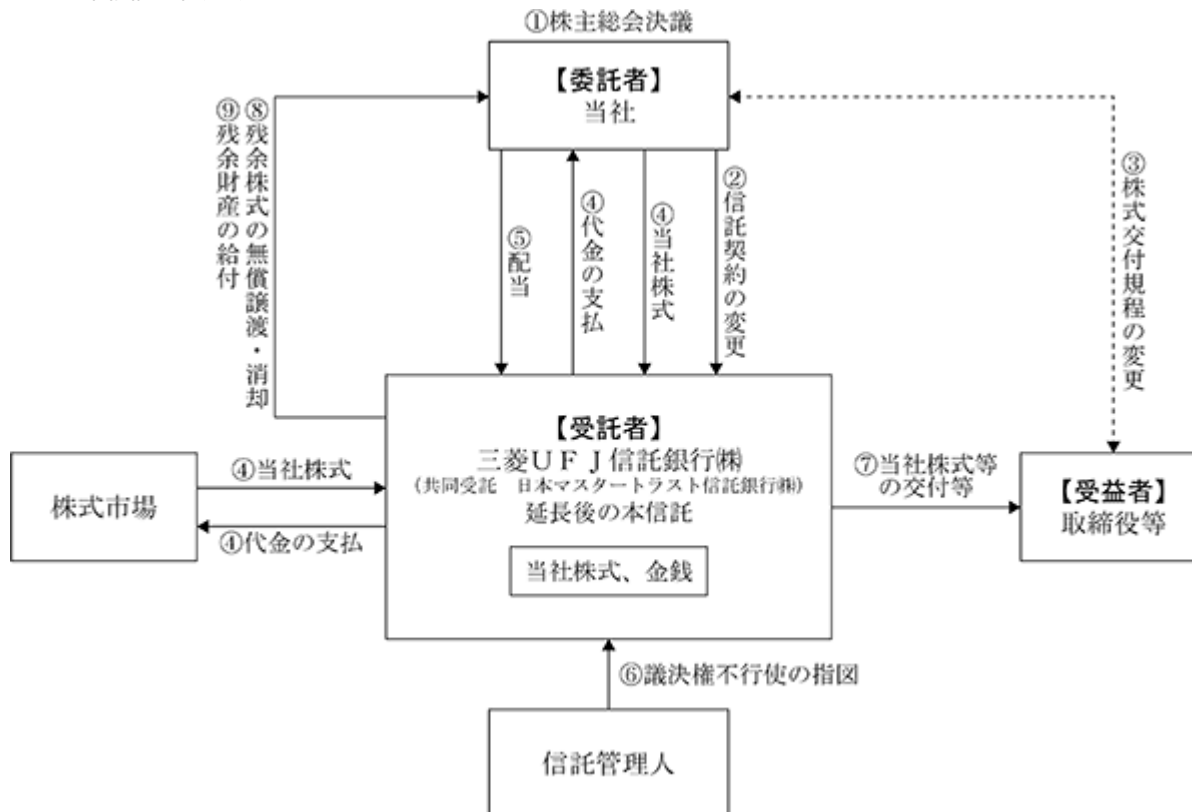 ①株主総会決議
【委託者】
当社
⑨残余財産の給付
⑧残余株式の無償譲渡・消却
⑤配当
④代金の支払
④当社株式
②信託契約の変更
③株式交付規程の変更
【受託者】
三菱UFJ信託銀行㈱
(共同受託 日本マスタートラスト信託銀行㈱)
延長後の本信託
当社株式、金銭
株式市場
④当社株式
④代金の支払
⑦当社株式等
の交付等
【受益者】
取締役等
⑥議決権不行使の指図
信託管理人